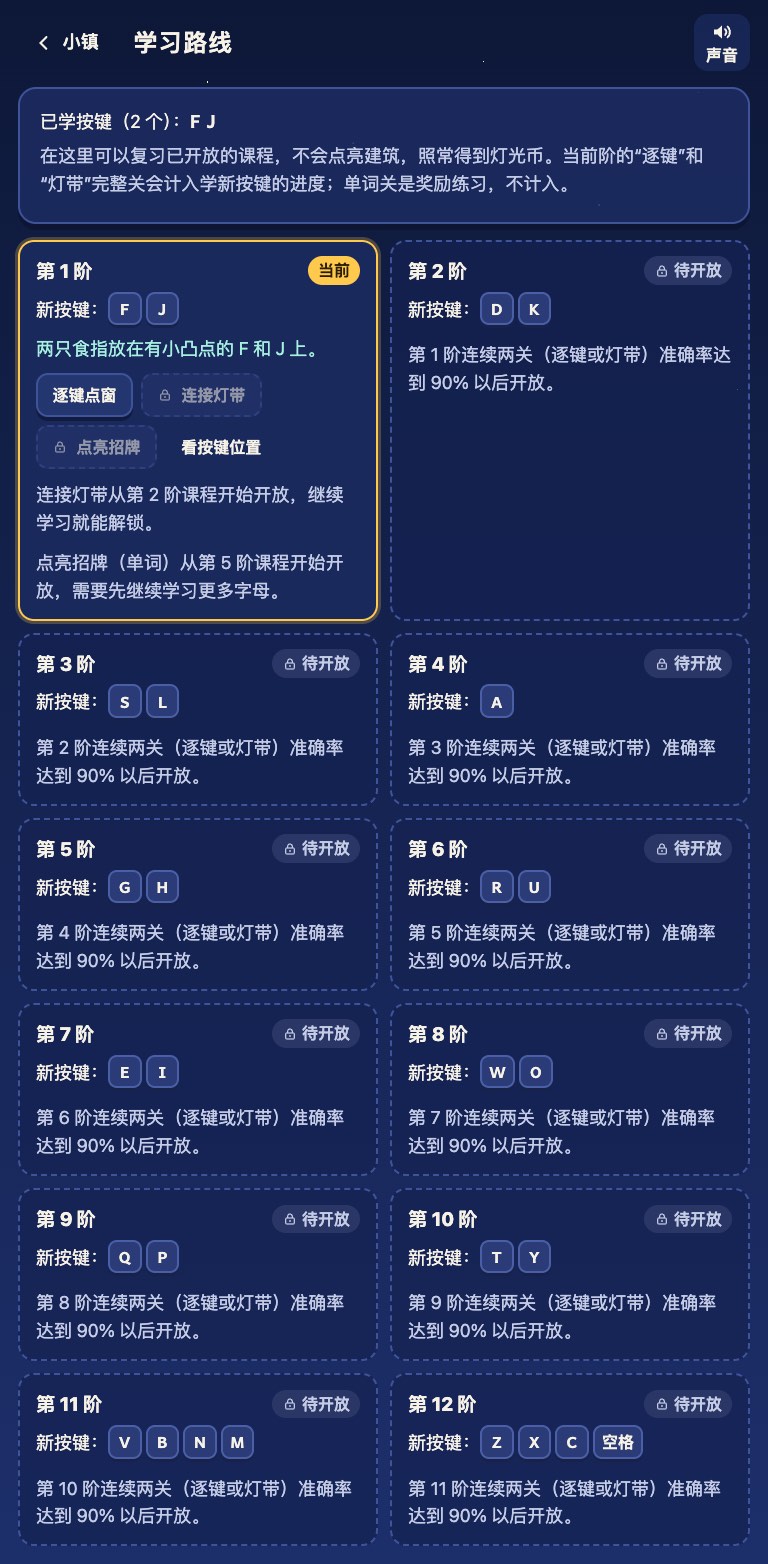 小镇
学习路线
声音
已学按键（2 个）：F J
在这里可以复习已开放的课程，不会点亮建筑，照常得到灯光币。当前阶的“逐键”和
“灯带”完整关会计入学新按键的进度；单词关是奖励练习，不计入。
第 1 阶
当前
新按键：F J
两只食指放在有小凸点的 F 和 J 上。
逐键点窗
连接灯带
点亮招牌
看按键位置
连接灯带从第 2 阶课程开始开放，继续
学习就能解锁。
点亮招牌（单词）从第 5 阶课程开始开
放，需要先继续学习更多字母。
第 2 阶
待开放
新按键：D K
第 1 阶连续两关（逐键或灯带）准确率达
到 90% 以后开放。
第 3 阶
待开放
新按键：S L
第 2 阶连续两关（逐键或灯带）准确率
达到 90% 以后开放。
第 4 阶
待开放
新按键：A
第 3 阶连续两关（逐键或灯带）准确率
达到 90% 以后开放。
第 5 阶
待开放
新按键：G H
第 4 阶连续两关（逐键或灯带）准确率
达到 90% 以后开放。
第 6 阶
待开放
新按键：R U
第 5 阶连续两关（逐键或灯带）准确率
达到 90% 以后开放。
第 7 阶
待开放
新按键：E I
第 6 阶连续两关（逐键或灯带）准确率
达到 90% 以后开放。
第 8 阶
待开放
新按键：W O
第 7 阶连续两关（逐键或灯带）准确率
达到 90% 以后开放。
第 9 阶
待开放
新按键：Q P
第 8 阶连续两关（逐键或灯带）准确率
达到 90% 以后开放。
第 10 阶
待开放
新按键：T Y
第 9 阶连续两关（逐键或灯带）准确率
达到 90% 以后开放。
第 11 阶
待开放
新按键：V B N M
第 10 阶连续两关（逐键或灯带）准确率
达到 90% 以后开放。
第 12 阶
待开放
新按键：Z X C 空格
第 11 阶连续两关（逐键或灯带）准确率
达到 90% 以后开放。